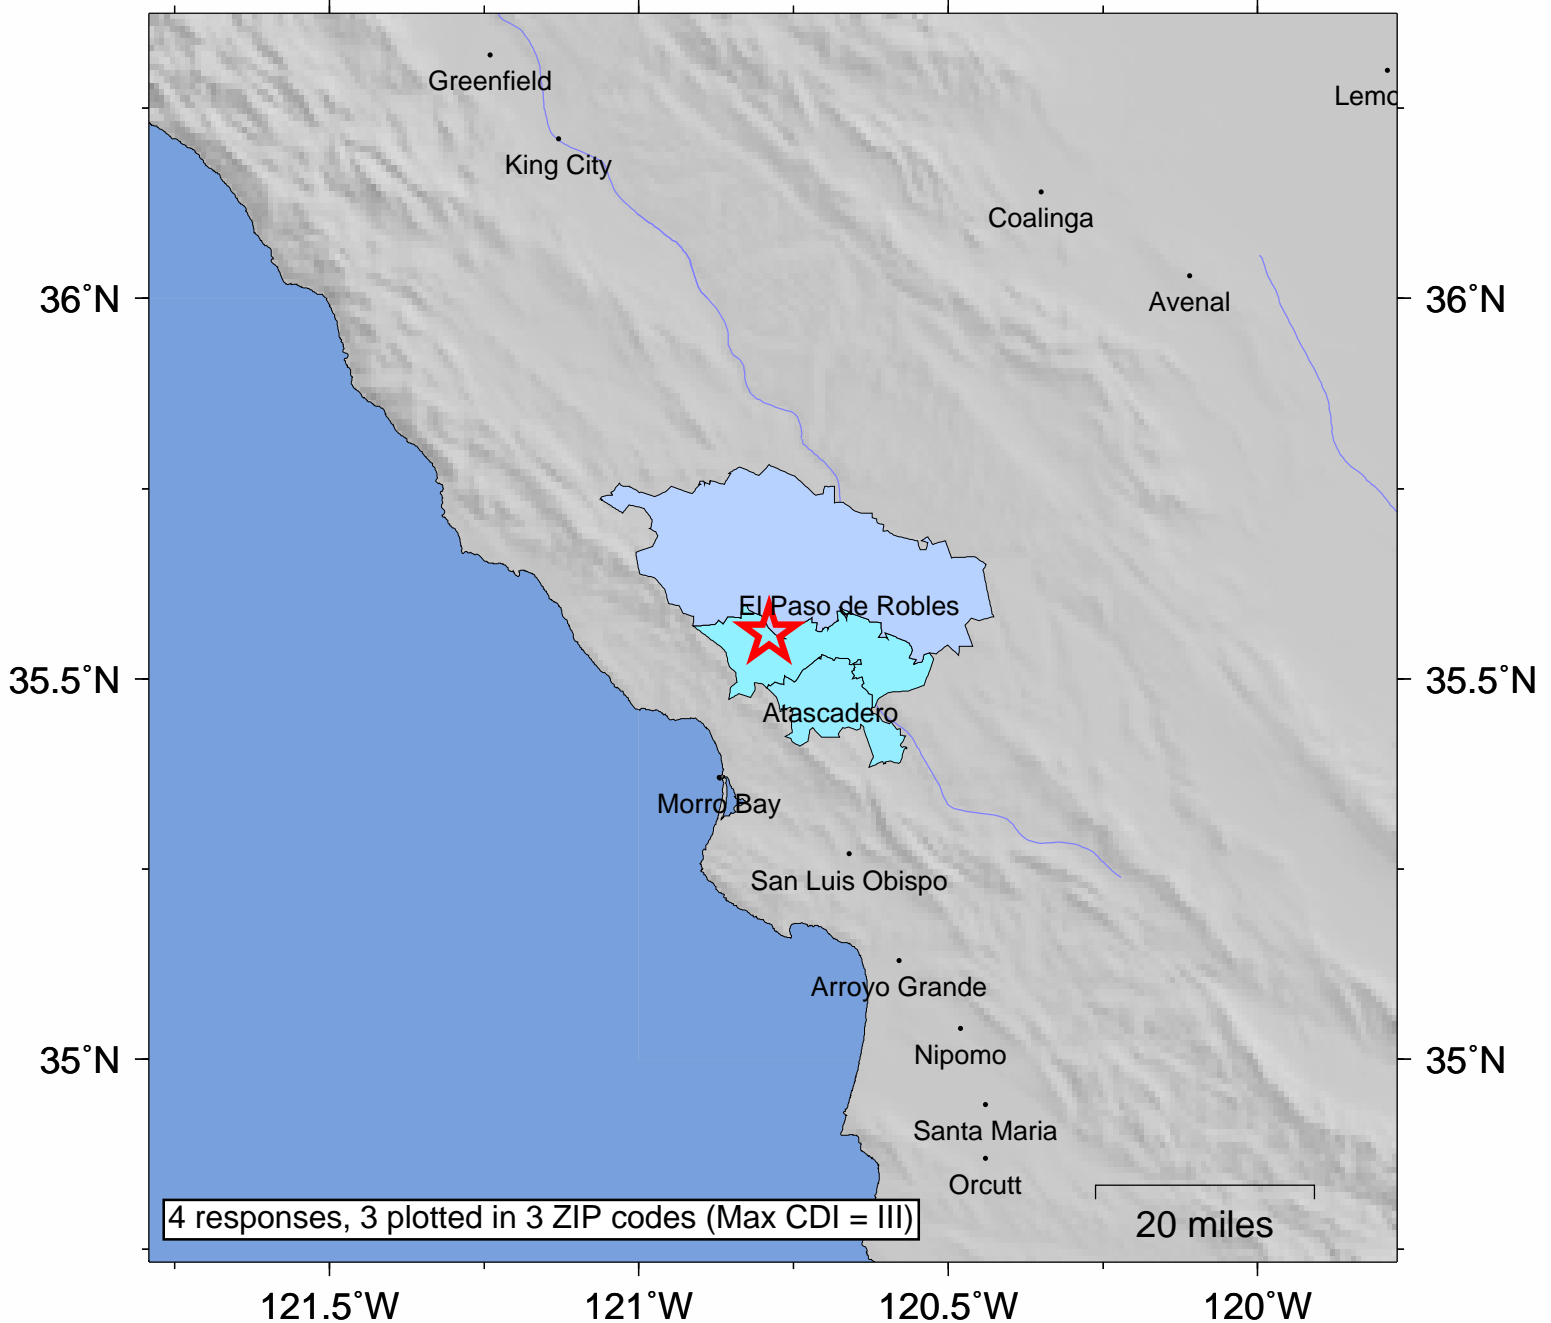 Greenfield
Lemo
King City
Coalinga
36˚N
Avenal
36˚N
El Paso de Robles
35.5˚N
35.5˚N
Atascadero
Morro Bay
San Luis Obispo
Arroyo Grande
35˚N
Nipomo
35˚N
Santa Maria
Orcutt
4 responses, 3 plotted in 3 ZIP codes (Max CDI = III)
20 miles
121.5˚W
121˚W
120.5˚W
120˚W